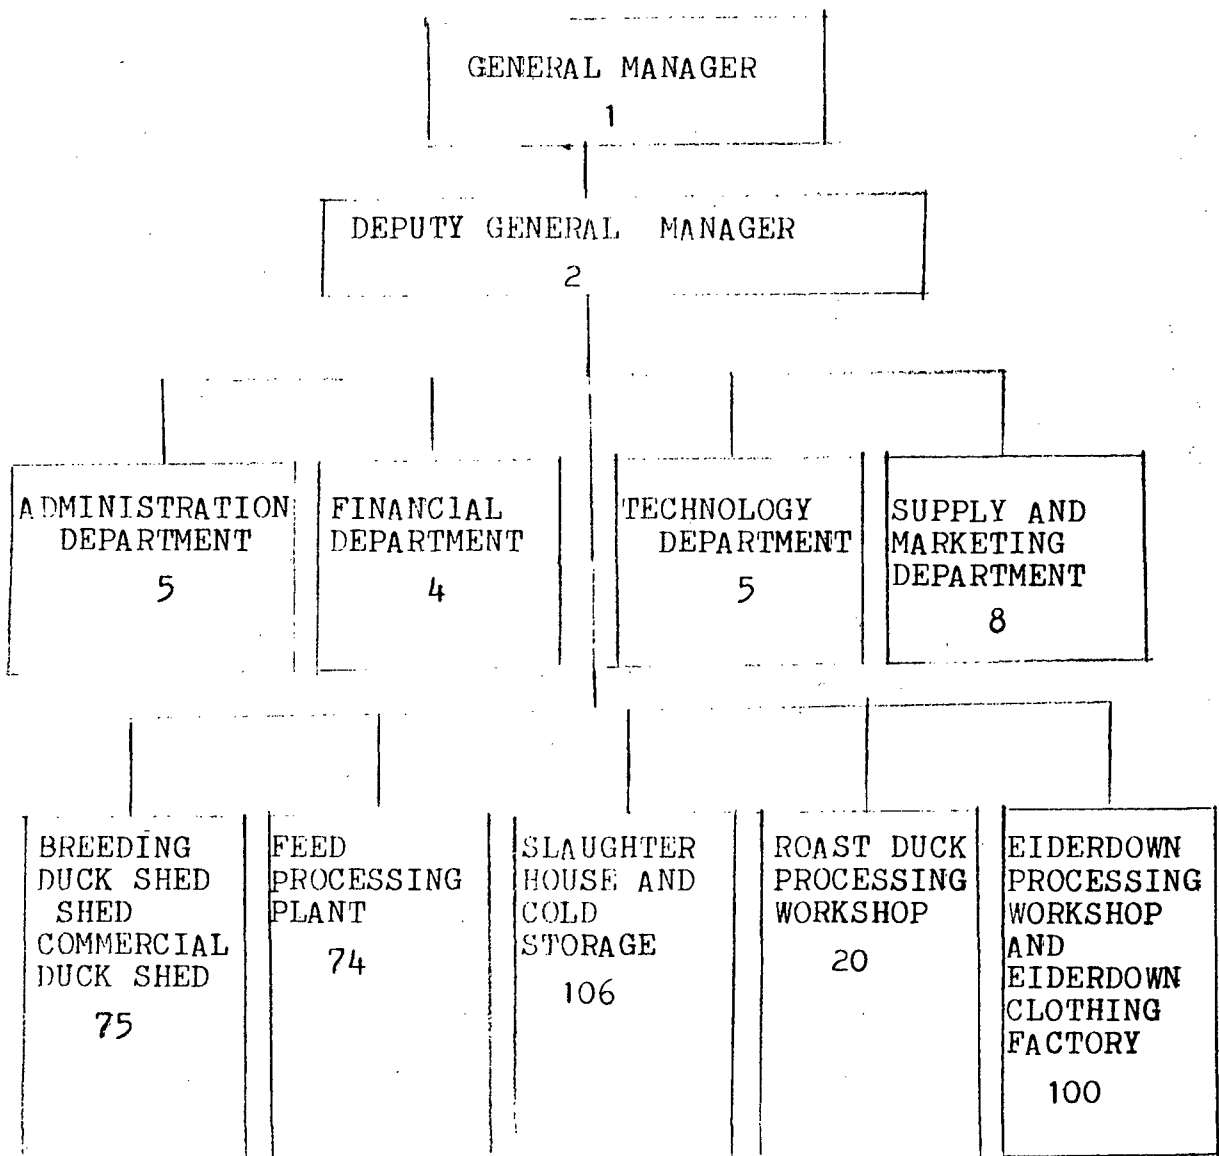 GENERAL MANAGER
1
DEPUTY GENERAL MANAGER
2
ADMINISTRATION
DEPARTMENT
5
FINANCIAL
DEPARTMENT
4
TECHNOLOGY
DEPARTMENT
5
SUPPLY AND
MARKETING
DEPARTMENT
8
BREEDING
DUCK SHED
SHED
COMMERCIAL
DUCK SHED
75
FEED
PROCESSING
PLANT
74
SLAUGHTER
HOUSE AND
COLD
STORAGE
106
ROAST DUCK
PROCESSING
WORKSHOP
20
EIDERDOWN
PROCESSING
WORKSHOP
AND
EIDERDOWN
CLOTHING
FACTORY
100